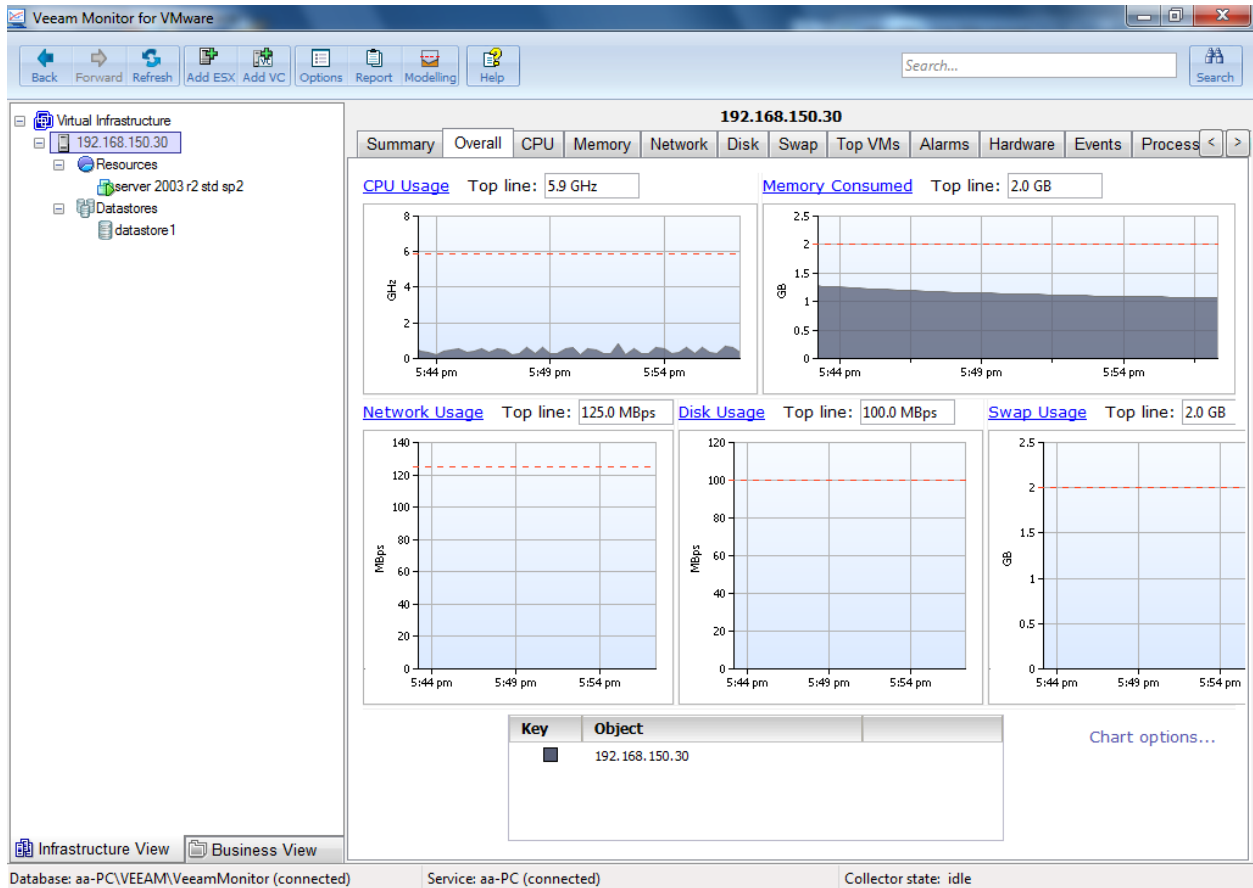 Veeam Monitor for VMware
Back Forward Refresh Add ESX Add VC Options Report Modelling Help
Search...
Search
Virtual Infrastructure
192.168.150.30
Resources
server 2003 r2 std sp2
Datastores
datastore1
192.168.150.30
Summary Overall CPU Memory Network Disk Swap Top VMs Alarms Hardware Events Process < >
CPU Usage Top line: 5.9 GHz
8
6
4
2
0
GHz
5:44 pm 5:49 pm 5:54 pm
Memory Consumed Top line: 2.0 GB
2.5
2
1.5
1
0.5
0
GB
5:44 pm 5:49 pm 5:54 pm
Network Usage Top line: 125.0 MBps
140
120
100
80
60
40
20
0
MBps
5:44 pm 5:49 pm 5:54 pm
Disk Usage Top line: 100.0 MBps
120
100
80
60
40
20
0
MBps
5:44 pm 5:49 pm 5:54 pm
Swap Usage Top line: 2.0 GB
2.5
2
1.5
1
0.5
0
GB
5:44 pm 5:49 pm 5:54 pm
Key Object
192.168.150.30
Chart options...
Infrastructure View Business View
Database: aa-PC\VEEAM\VeeamMonitor (connected) Service: aa-PC (connected) Collector state: idle